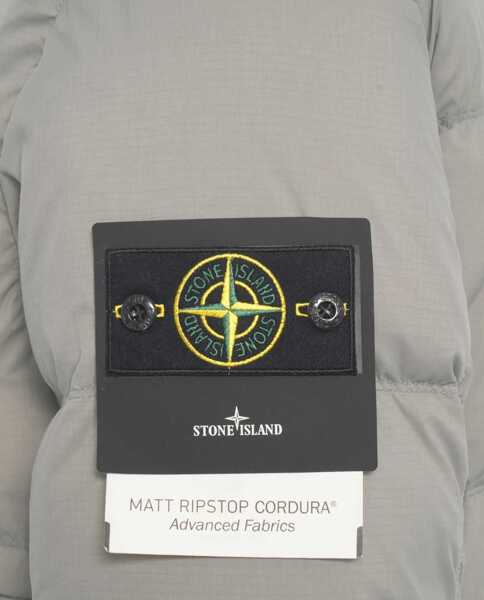 STONE ISLAND
STONE ISLAND
STONE ISLAND
MATT RIPSTOP CORDURA®
Advanced Fabrics